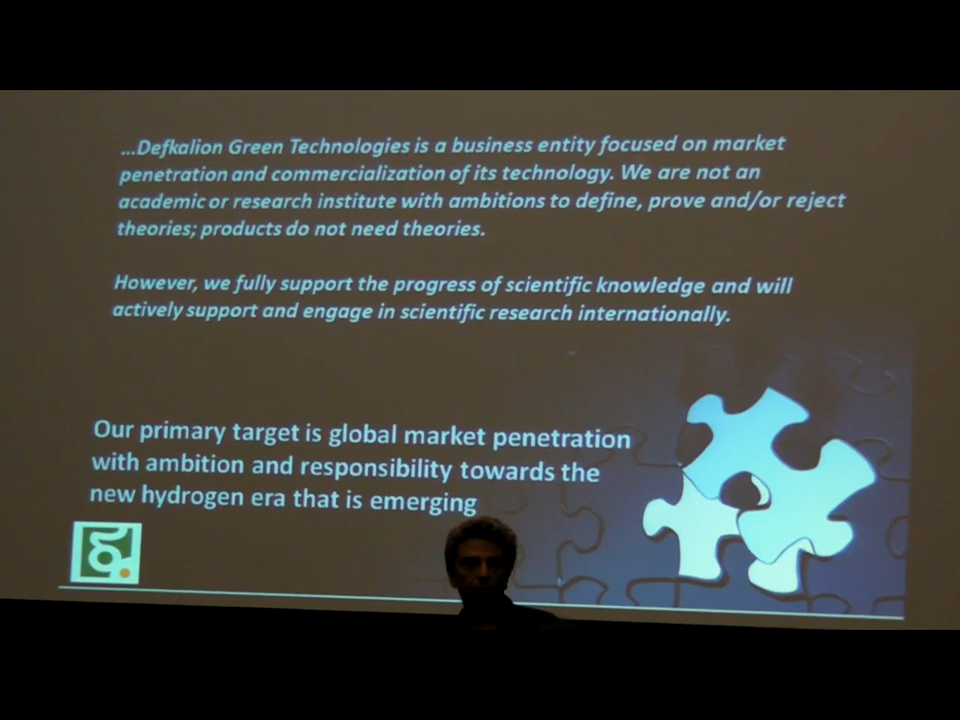 ...Defkalion Green Technologies is a business entity focused on market
penetration and commercialization of its technology. We are not an
academic or research institute with ambitions to define, prove and/or reject
theories; products do not need theories.
However, we fully support the progress of scientific knowledge and will
actively support and engage in scientific research internationally.
Our primary target is global market penetration
with ambition and responsibility towards the
new hydrogen era that is emerging